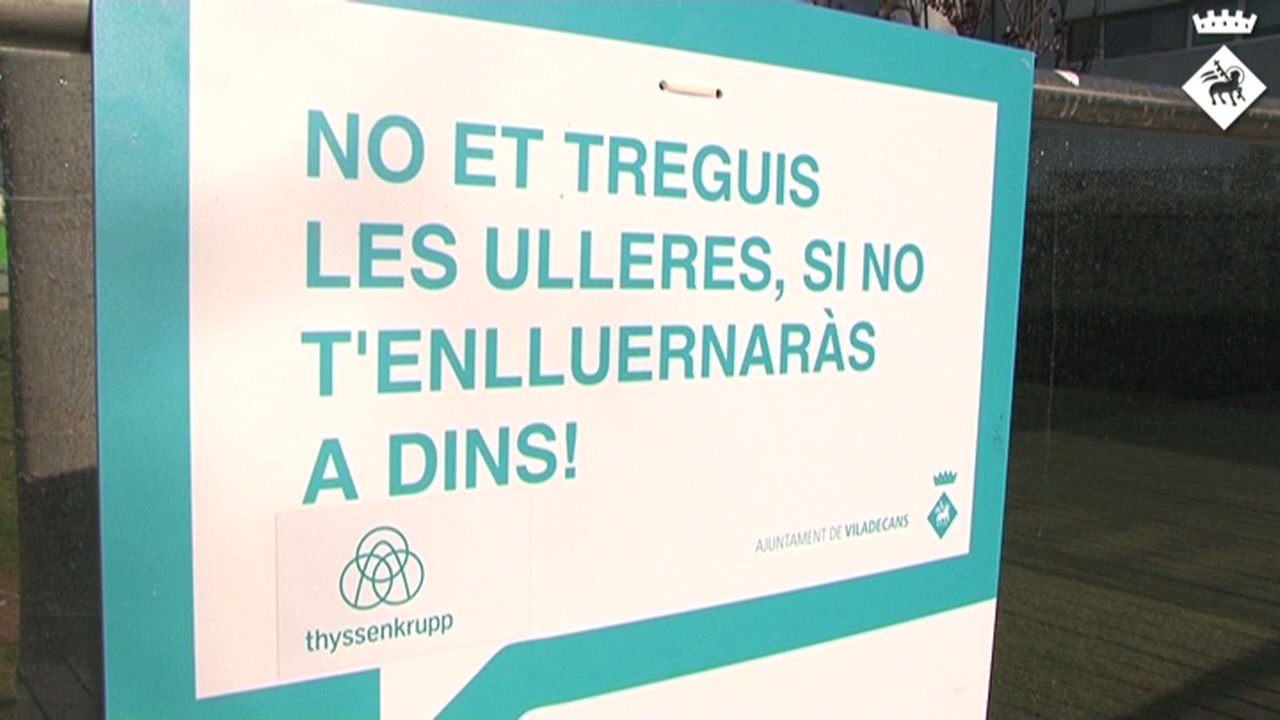 NO ET TREGUIS
LES ULLERES, SI NO
T'ENLLUERNARÀS
A DINS!
AJUNTAMENT DE VILADECANS
thyssenkrupp